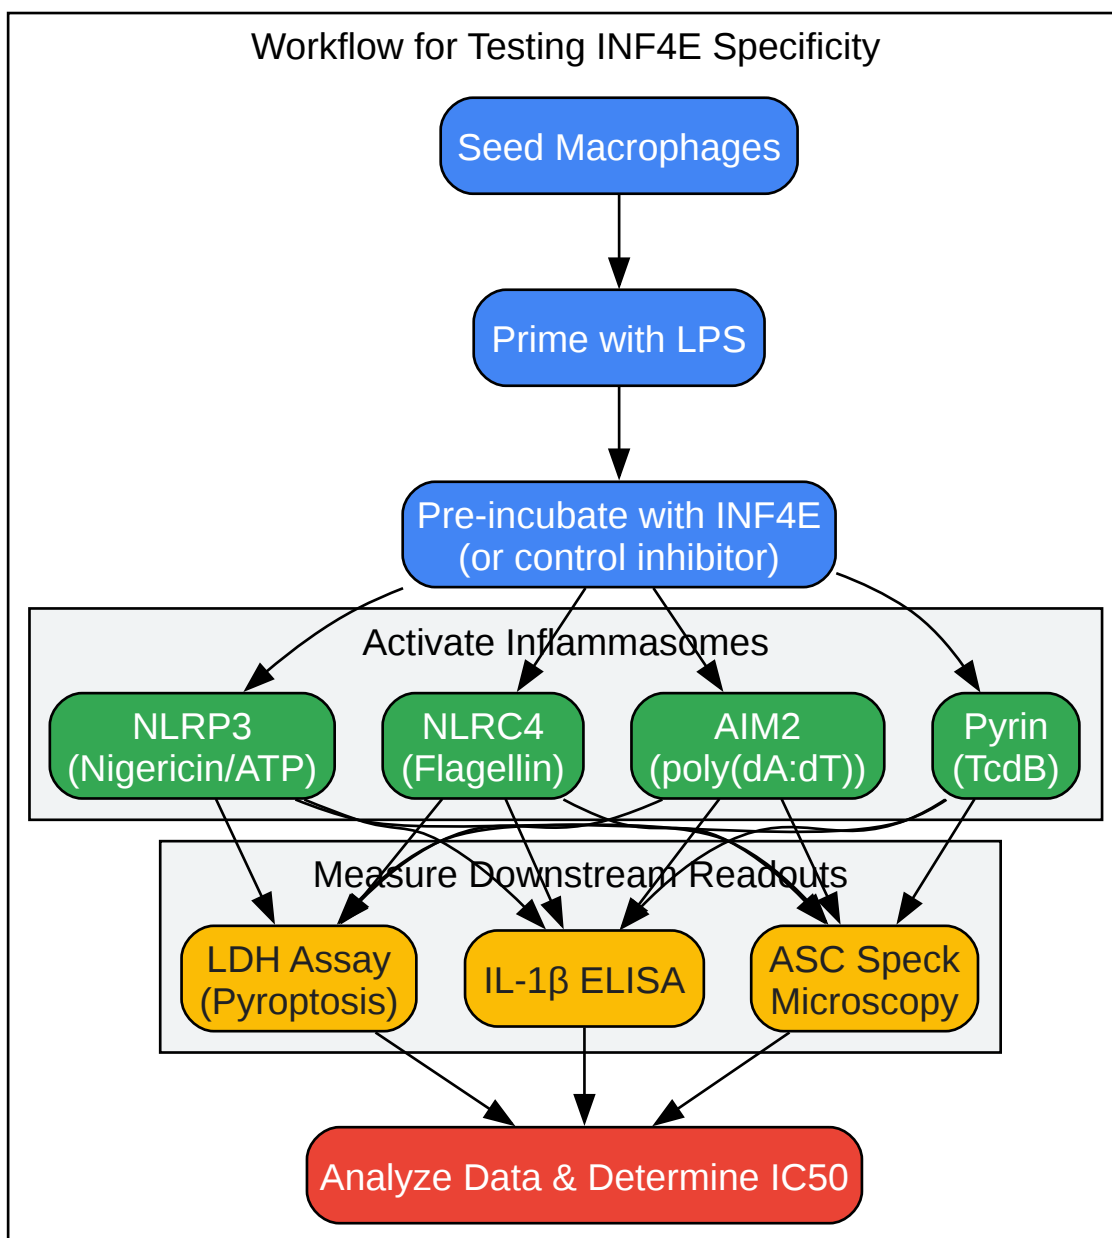 Workflow for Testing INF4E Specificity
Seed Macrophages
Prime with LPS
Pre-incubate with INF4E
(or control inhibitor)
Activate Inflammasomes
NLRP3
(Nigericin/ATP)
NLRC4
(Flagellin)
AIM2
(poly(dA:dT))
Pyrin
(TcdB)
Measure Downstream Readouts
LDH Assay
(Pyroptosis)
IL-1β ELISA
ASC Speck
Microscopy
Analyze Data & Determine IC50